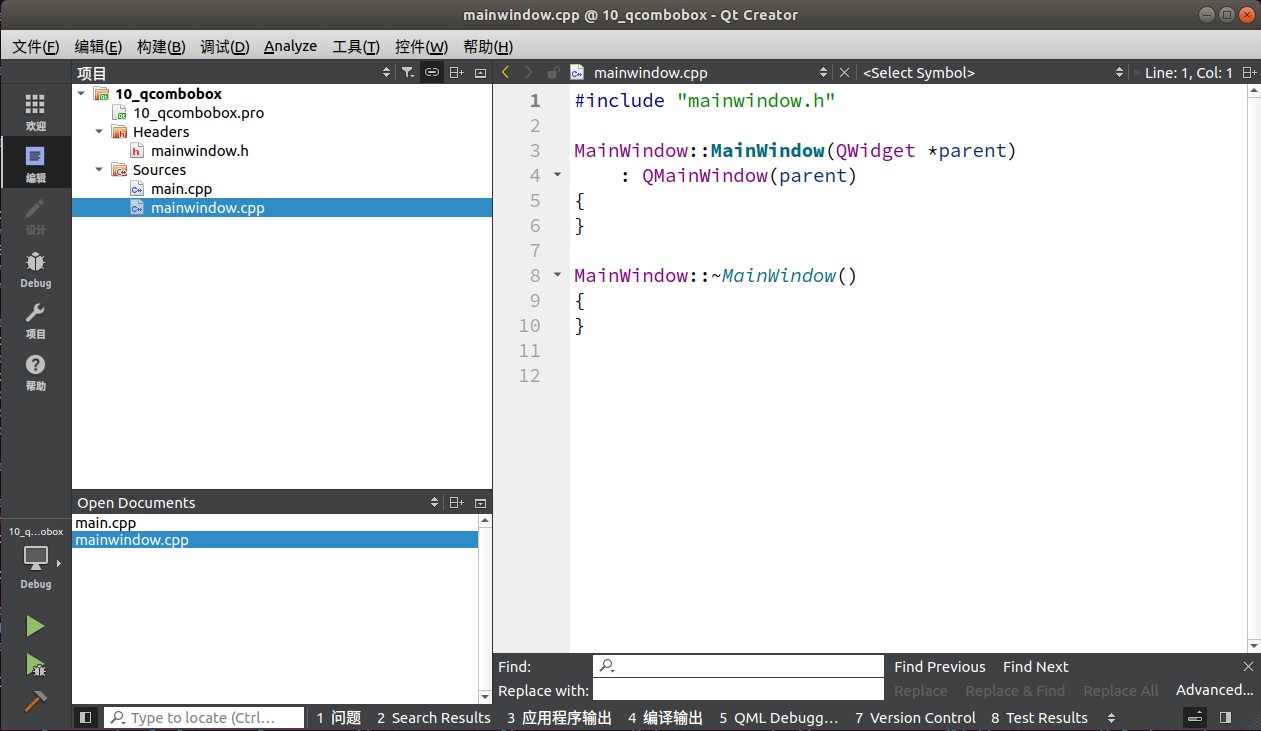 mainwindow.cpp @ 10_qcombobox - Qt Creator
文件(F) 编辑(E) 构建(B) 调试(D) Analyze 工具(T) 控件(W) 帮助(H)
项目
mainwindow.cpp
<Select Symbol>
Line: 1, Col: 1
欢迎
编辑
设计
Debug
项目
帮助
10_q...obox
Debug
10_qcombobox
10_qcombobox.pro
Headers
mainwindow.h
Sources
main.cpp
mainwindow.cpp
Open Documents
main.cpp
mainwindow.cpp
1 #include "mainwindow.h"
2
3 MainWindow::MainWindow(QWidget *parent)
4 : QMainWindow(parent)
5 {
6 }
7
8 MainWindow::~MainWindow()
9 {
10 }
11
12
Find:
Find Previous Find Next
Replace with:
Replace Replace & Find Replace All Advanced...
Type to locate (Ctrl... 1 问题 2 Search Results 3 应用程序输出 4 编译输出 5 QML Debugg... 7 Version Control 8 Test Results